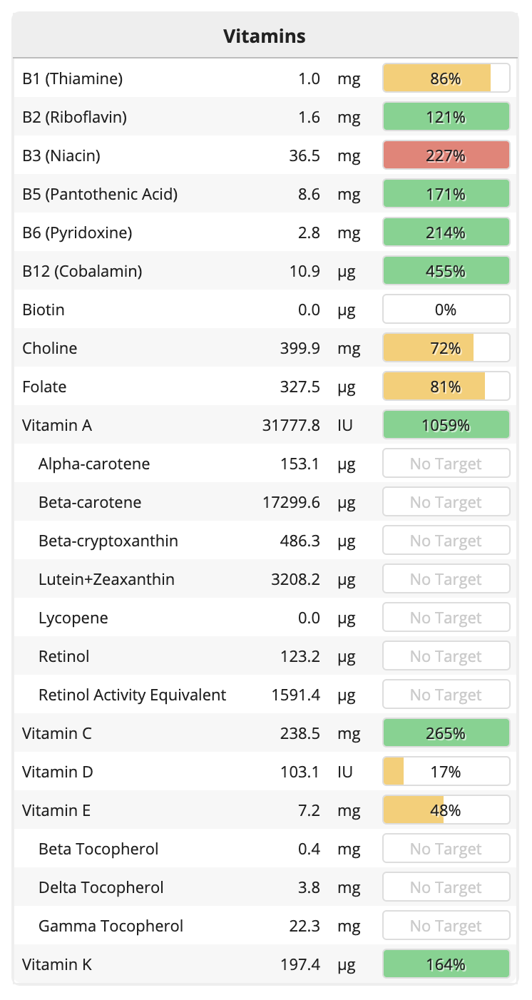 Vitamins
B1 (Thiamine) 1.0 mg 86%
B2 (Riboflavin) 1.6 mg 121%
B3 (Niacin) 36.5 mg 227%
B5 (Pantothenic Acid) 8.6 mg 171%
B6 (Pyridoxine) 2.8 mg 214%
B12 (Cobalamin) 10.9 µg 455%
Biotin 0.0 µg 0%
Choline 399.9 mg 72%
Folate 327.5 µg 81%
Vitamin A 31777.8 IU 1059%
Alpha-carotene 153.1 µg No Target
Beta-carotene 17299.6 µg No Target
Beta-cryptoxanthin 486.3 µg No Target
Lutein+Zeaxanthin 3208.2 µg No Target
Lycopene 0.0 µg No Target
Retinol 123.2 µg No Target
Retinol Activity Equivalent 1591.4 µg No Target
Vitamin C 238.5 mg 265%
Vitamin D 103.1 IU 17%
Vitamin E 7.2 mg 48%
Beta Tocopherol 0.4 mg No Target
Delta Tocopherol 3.8 mg No Target
Gamma Tocopherol 22.3 mg No Target
Vitamin K 197.4 µg 164%